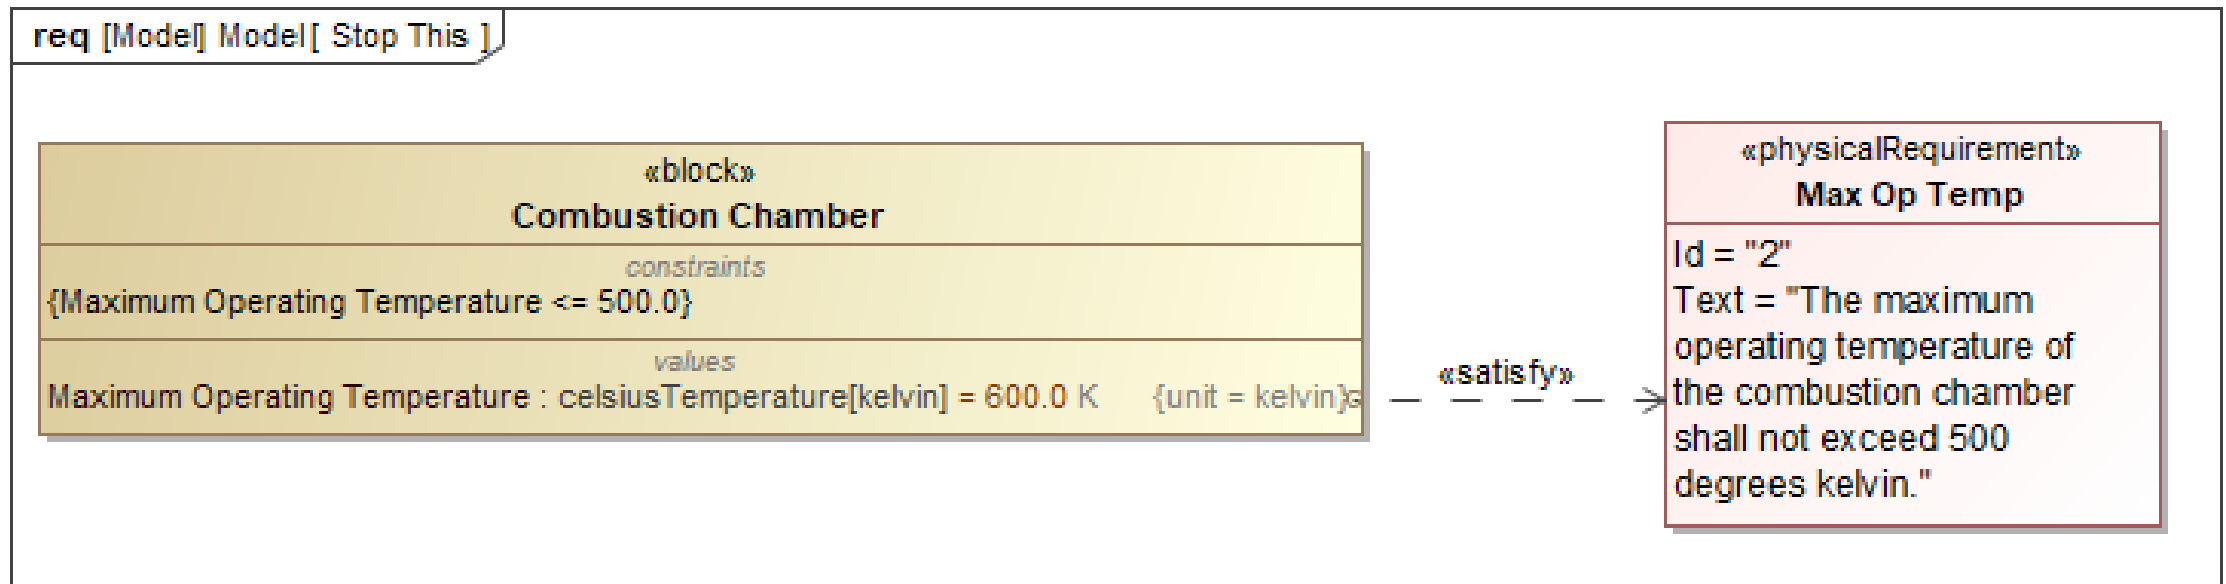 req [Model] Model[ Stop This ]
«block»
Combustion Chamber
constraints
{Maximum Operating Temperature <= 500.0}
values
Maximum Operating Temperature : celsiusTemperature[kelvin] = 600.0 K {unit = kelvin}
«satisfy»
«physicalRequirement»
Max Op Temp
Id = "2"
Text = "The maximum
operating temperature of
the combustion chamber
shall not exceed 500
degrees kelvin."